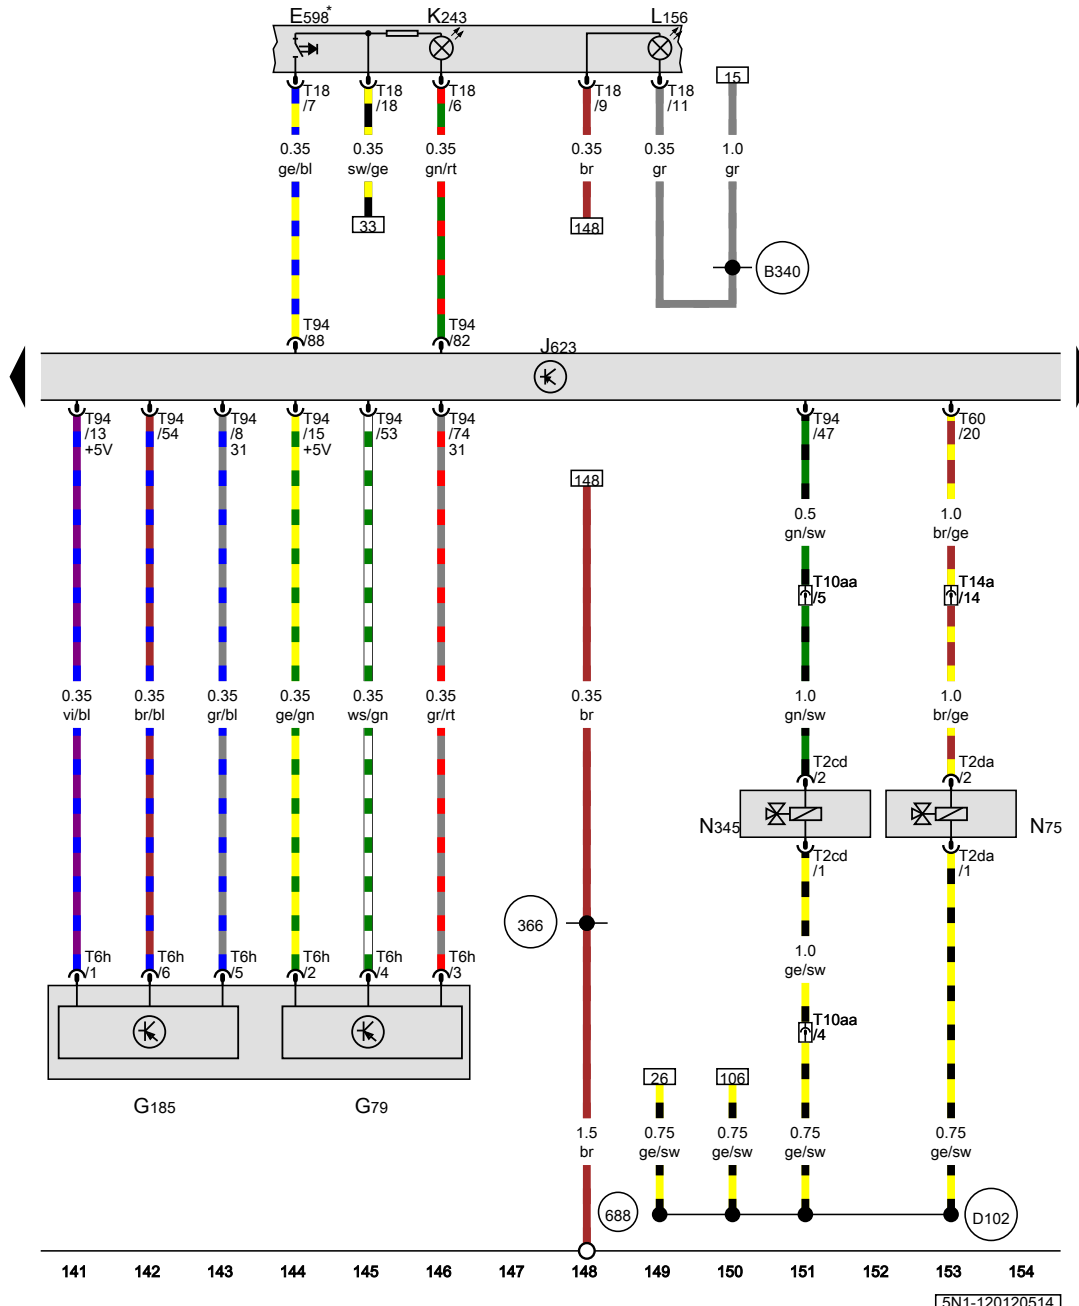 E598* K243 L156
15
T18 T18 T18 T18 T18
/7 /18 /6 /9 /11
0.35 0.35 0.35 0.35 0.35 1.0
ge/bl sw/ge gn/rt br gr gr
33 148
B340
T94 T94
/88 /82
J623
T94 T94 T94 T94 T94 T94 T94 T60
/13 /54 /8 /15 /53 /74 /47 /20
+5V 31 +5V 31
148
0.5 1.0
gn/sw br/ge
T10aa T14a
/5 /14
0.35 0.35 0.35 0.35 0.35 0.35 0.35 1.0 1.0
vi/bl br/bl gr/bl ge/gn ws/gn gr/rt br gn/sw br/ge
T2cd T2da
/2 /2
N345 N75
T2cd T2da
/1 /1
366
1.0
ge/sw
T6h T6h T6h T6h T6h T6h
/1 /6 /5 /2 /4 /3
T10aa
/4
26 106
G185 G79
1.5 0.75 0.75 0.75 0.75
br ge/sw ge/sw ge/sw ge/sw
688 D102
141 142 143 144 145 146 147 148 149 150 151 152 153 154
5N1-120120514